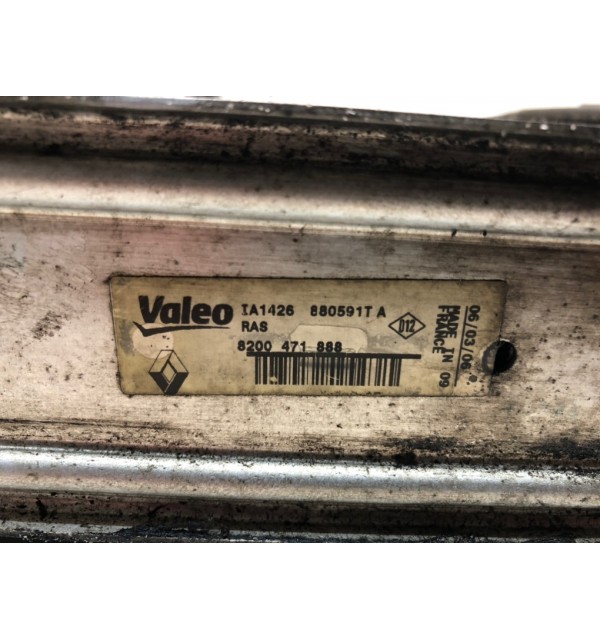 Valeo
IA1426 880591T A
RAS
8200 471 888
D12
06/03/06
MADE IN 09
FRANCE